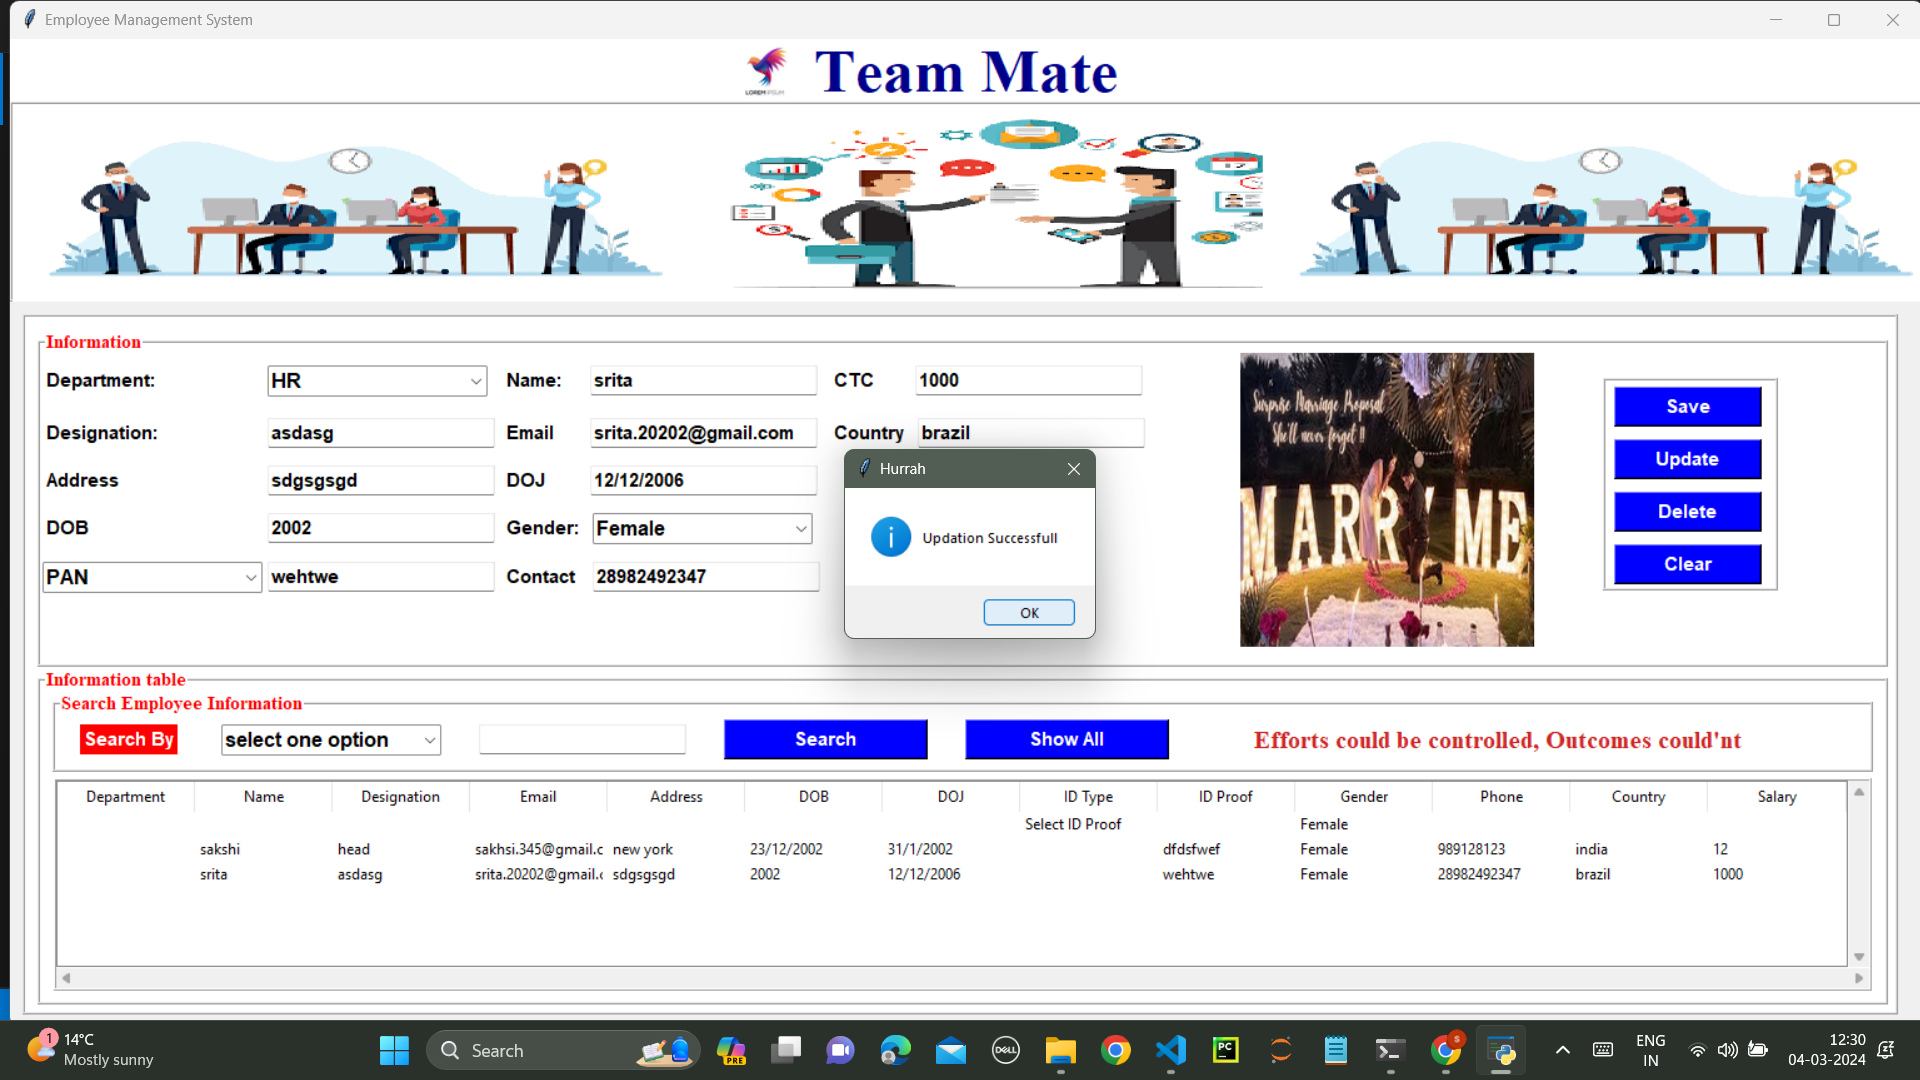 Employee Management System
LOREM IPSUM
Team Mate
Information
Department: HR Name: srita CTC 1000
Designation: asdasg Email srita.20202@gmail.com Country brazil
Address sdgsgsgd DOJ 12/12/2006
DOB 2002 Gender: Female
PAN wehtwe Contact 28982492347
Hurrah
Updation Successfull
OK
Surprise Marriage Proposal
She'll never forget !!
MARRY ME
Save
Update
Delete
Clear
Information table
Search Employee Information
Search By select one option Search Show All Efforts could be controlled, Outcomes could'nt
Department Name Designation Email Address DOB DOJ ID Type ID Proof Gender Phone Country Salary
Select ID Proof Female
sakshi head sakhsi.345@gmail.c new york 23/12/2002 31/1/2002 dfdsfwef Female 989128123 india 12
srita asdasg srita.20202@gmail.c sdgsgsgd 2002 12/12/2006 wehtwe Female 28982492347 brazil 1000
1
14°C
Mostly sunny
Search
PRE
DELL
PC
S
ENG
IN
12:30
04-03-2024